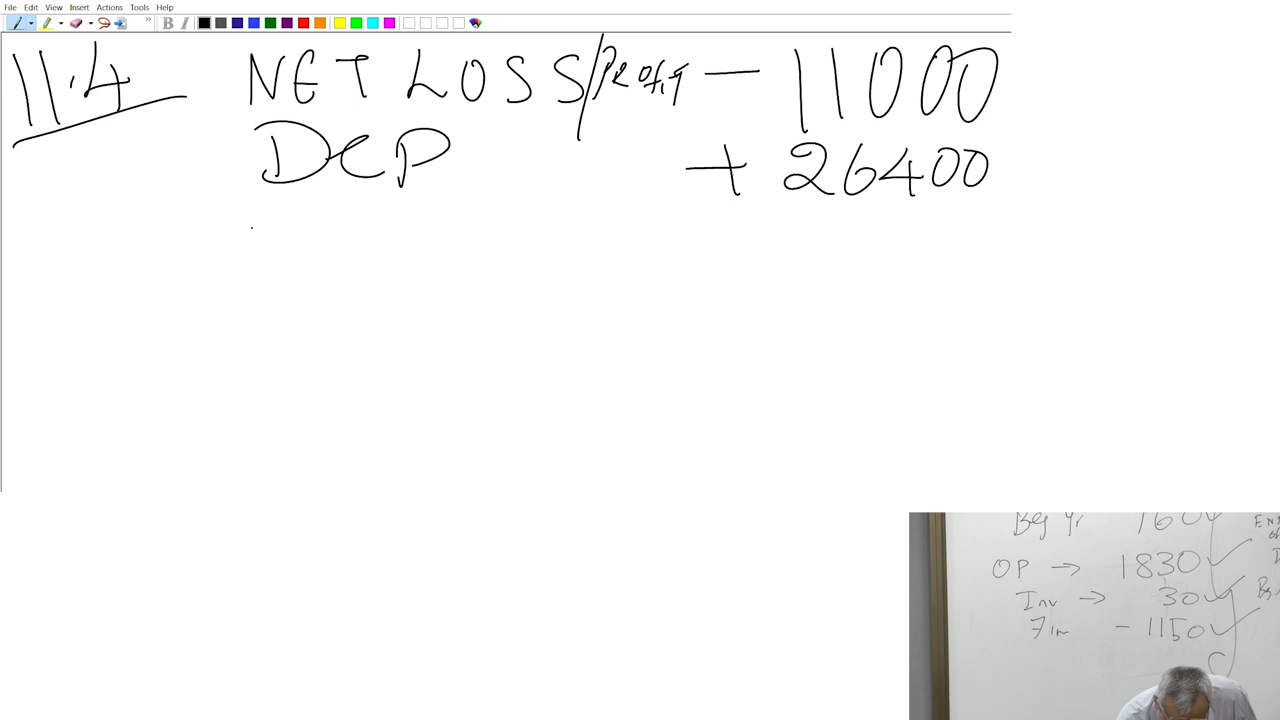 File Edit View Insert Actions Tools Help
B I
11.4 NET LOSS/PROFIT - 11000
DEP + 26400
Beg Yr 1604
OP → 1830 ✓
Inv → 30 ✓
Fin - 1150 ✓